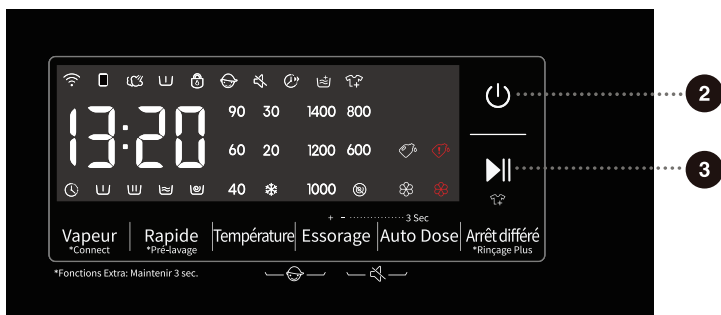 13:20
90 30 1400 800
60 20 1200 600
40 1000
+ - 3 Sec
Vapeur Rapide Température Essorage Auto Dose Arrêt différé
*Connect *Pré-lavage *Rinçage Plus
*Fonctions Extra: Maintenir 3 sec.
2
3